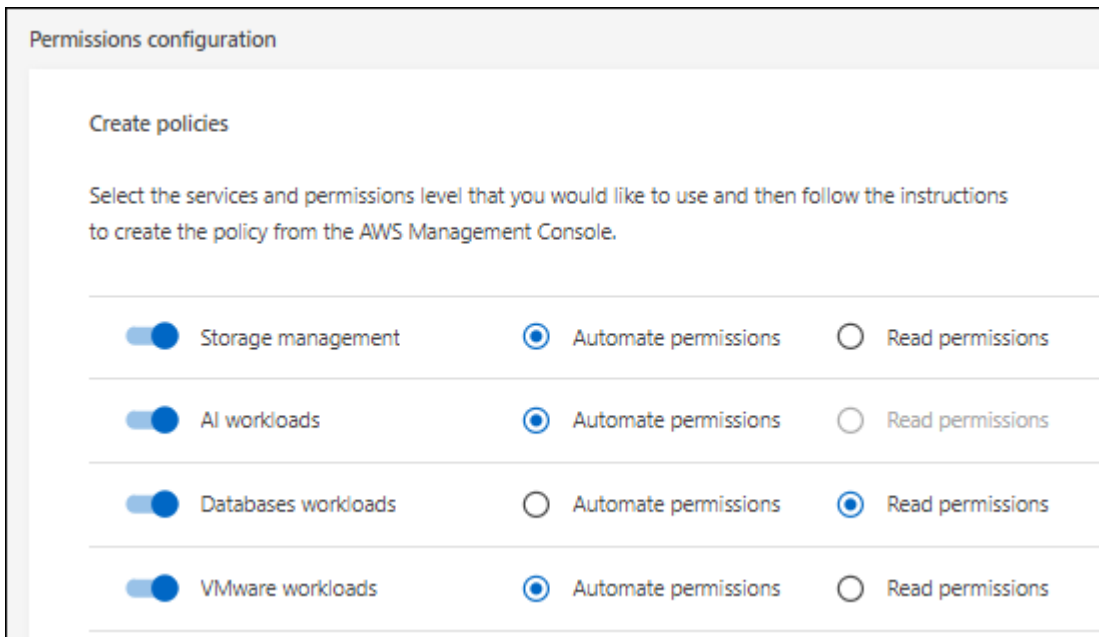 Permissions configuration
Create policies
Select the services and permissions level that you would like to use and then follow the instructions
to create the policy from the AWS Management Console.
Storage management Automate permissions Read permissions
AI workloads Automate permissions Read permissions
Databases workloads Automate permissions Read permissions
VMware workloads Automate permissions Read permissions